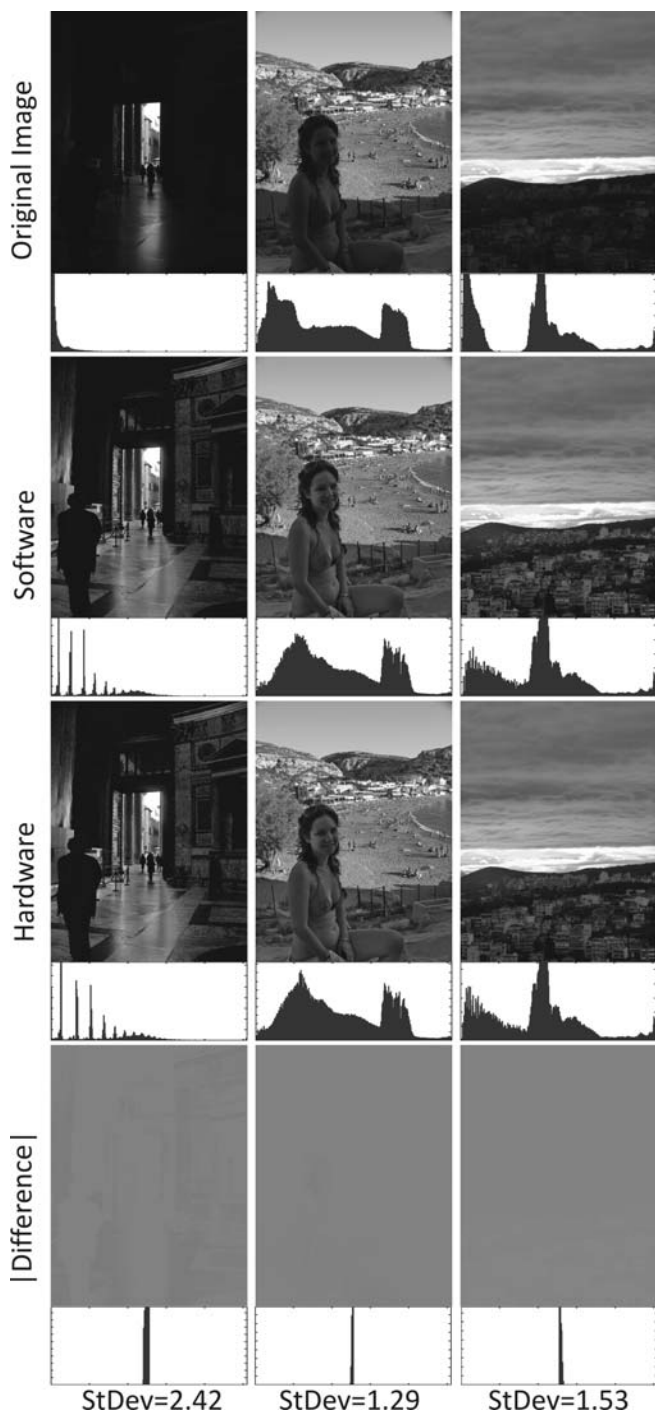 Original Image
Software
Hardware
|Difference|
StDev=2.42
StDev=1.29
StDev=1.53